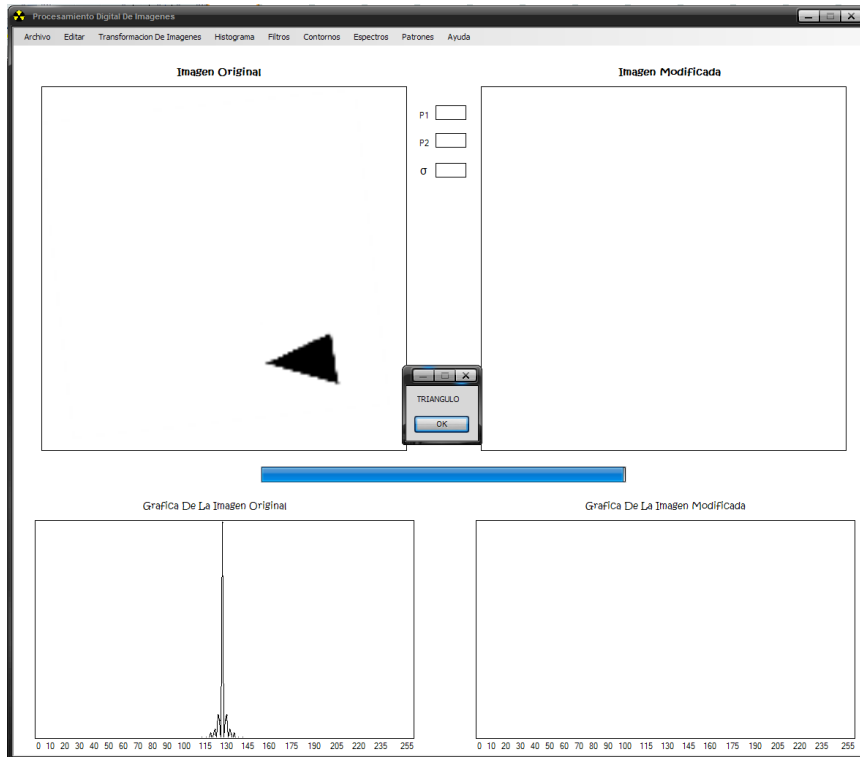 Procesamiento Digital De Imagenes
Archivo Editar Transformacion De Imagenes Histograma Filtros Contornos Espectros Patrones Ayuda
Imagen Original
Imagen Modificada
P1
P2
σ
TRIANGULO
OK
Grafica De La Imagen Original
Grafica De La Imagen Modificada
0 10 20 30 40 50 60 70 80 90 100 115 130 145 160 175 190 205 220 235 255
0 10 20 30 40 50 60 70 80 90 100 115 130 145 160 175 190 205 220 235 255